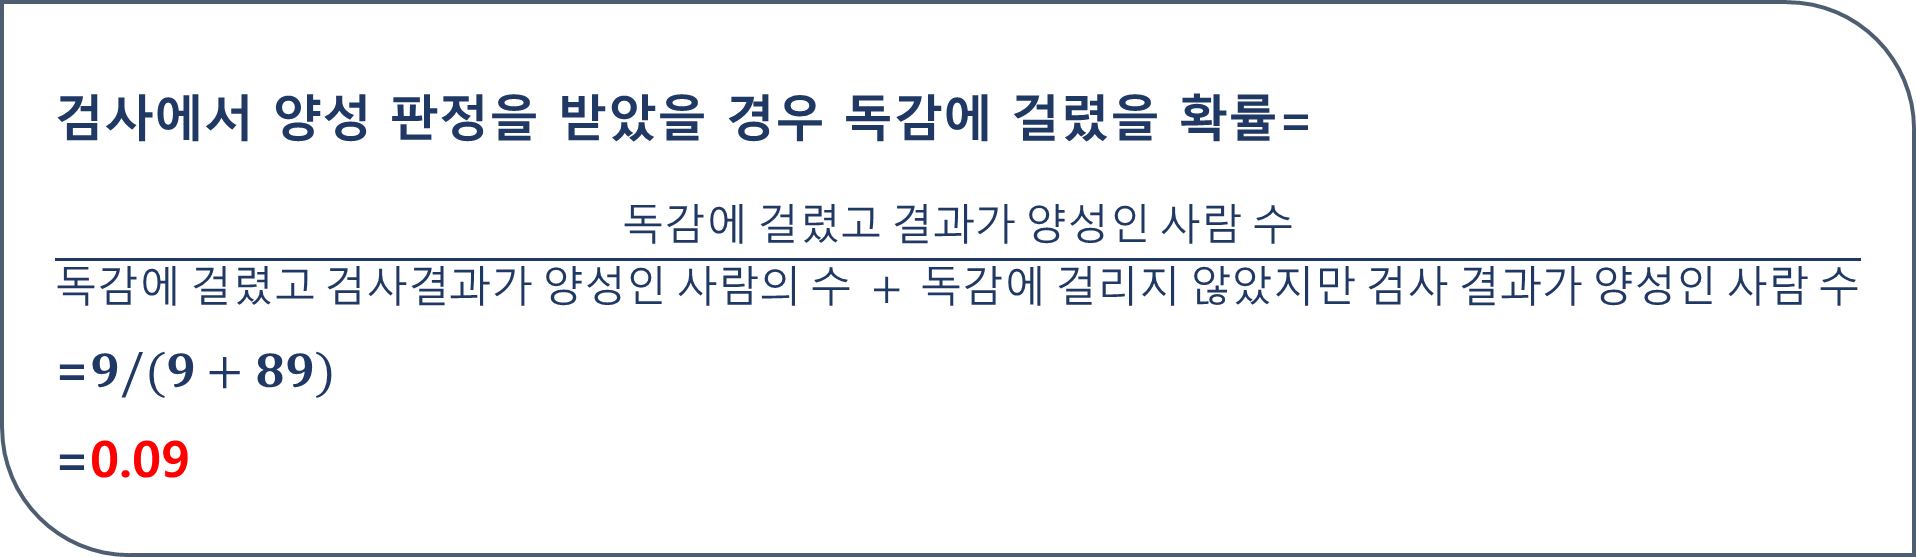 검사에서 양성 판정을 받았을 경우 독감에 걸렸을 확률=
독감에 걸렸고 결과가 양성인 사람 수
독감에 걸렸고 검사결과가 양성인 사람의 수 + 독감에 걸리지 않았지만 검사 결과가 양성인 사람 수
=9/(9 + 89)
=0.09